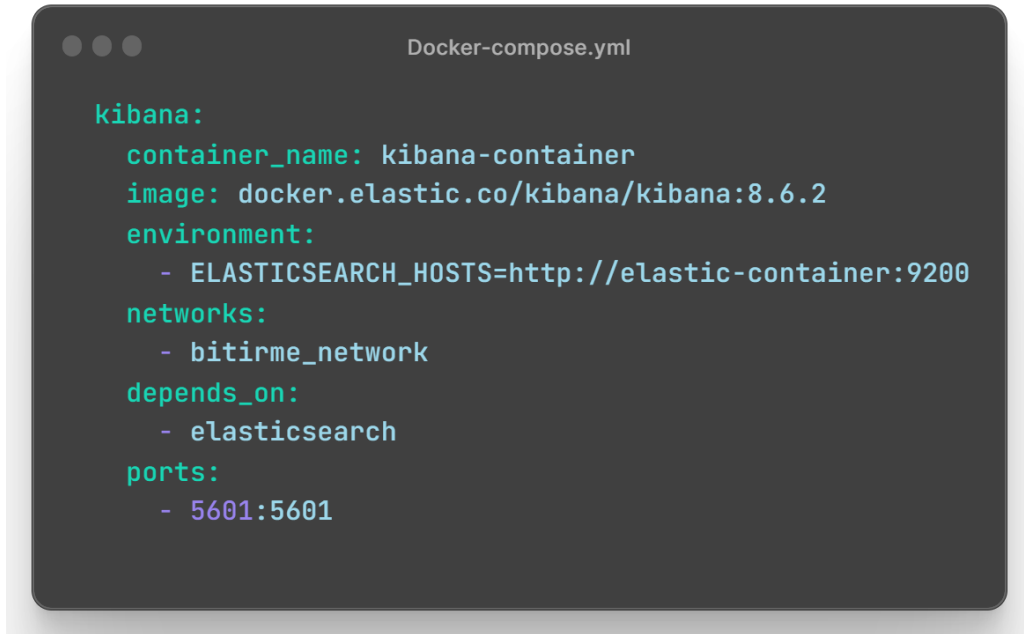 Docker-compose.yml
kibana:
  container_name: kibana-container
  image: docker.elastic.co/kibana/kibana:8.6.2
  environment:
    - ELASTICSEARCH_HOSTS=http://elastic-container:9200
  networks:
    - bitirme_network
  depends_on:
    - elasticsearch
  ports:
    - 5601:5601